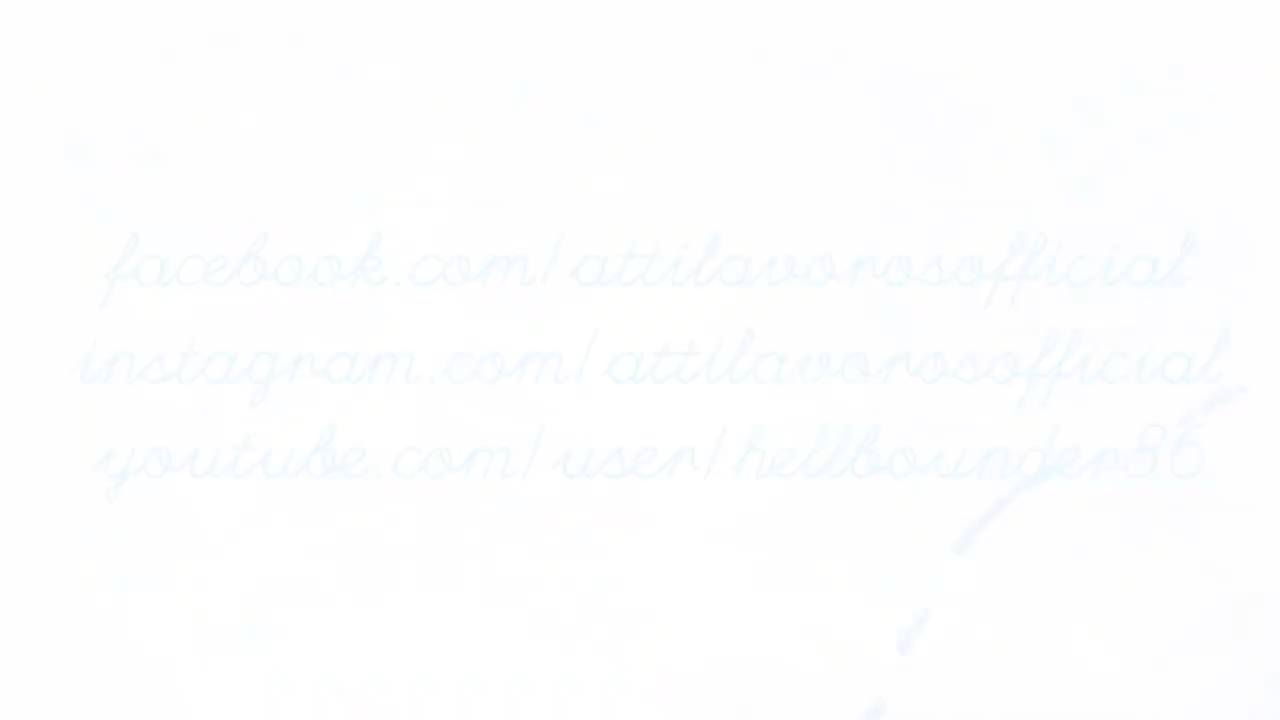 facebook.com/attilavorosofficial
instagram.com/attilavorosofficial
youtube.com/user/hellbounder86